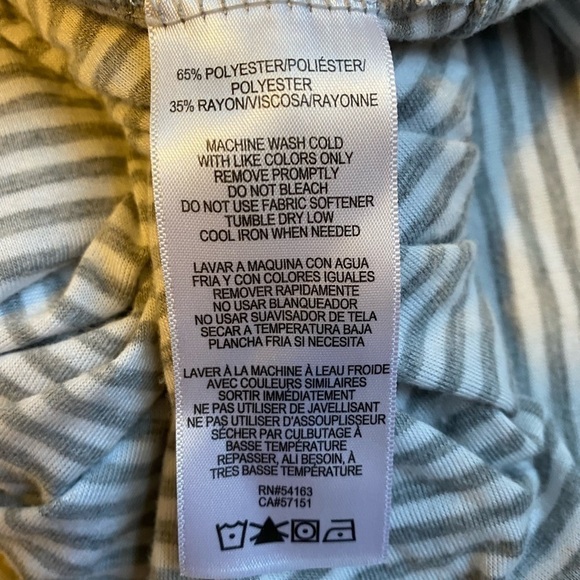 65% POLYESTER/POLIÉSTER/
POLYESTER
35% RAYON/VISCOSA/RAYONNE
MACHINE WASH COLD
WITH LIKE COLORS ONLY
REMOVE PROMPTLY
DO NOT BLEACH
DO NOT USE FABRIC SOFTENER
TUMBLE DRY LOW
COOL IRON WHEN NEEDED
LAVAR A MAQUINA CON AGUA
FRIA Y CON COLORES IGUALES
REMOVER RAPIDAMENTE
NO USAR BLANQUEADOR
NO USAR SUAVISADOR DE TELA
SECAR A TEMPERATURA BAJA
PLANCHA FRIA SI NECESITA
LAVER À LA MACHINE À LEAU FROIDE
AVEC COULEURS SIMILAIRES
SORTIR IMMÉDIATEMENT
NE PAS UTILISER DE JAVELLISANT
NE PAS UTILISER D'ASSOUPLISSEUR
SÉCHER PAR CULBUTAGE À
BASSE TEMPÉRATURE
REPASSER, ALI BESOIN, À
TRES BASSE TEMPÉRATURE
RN#54163
CA#57151